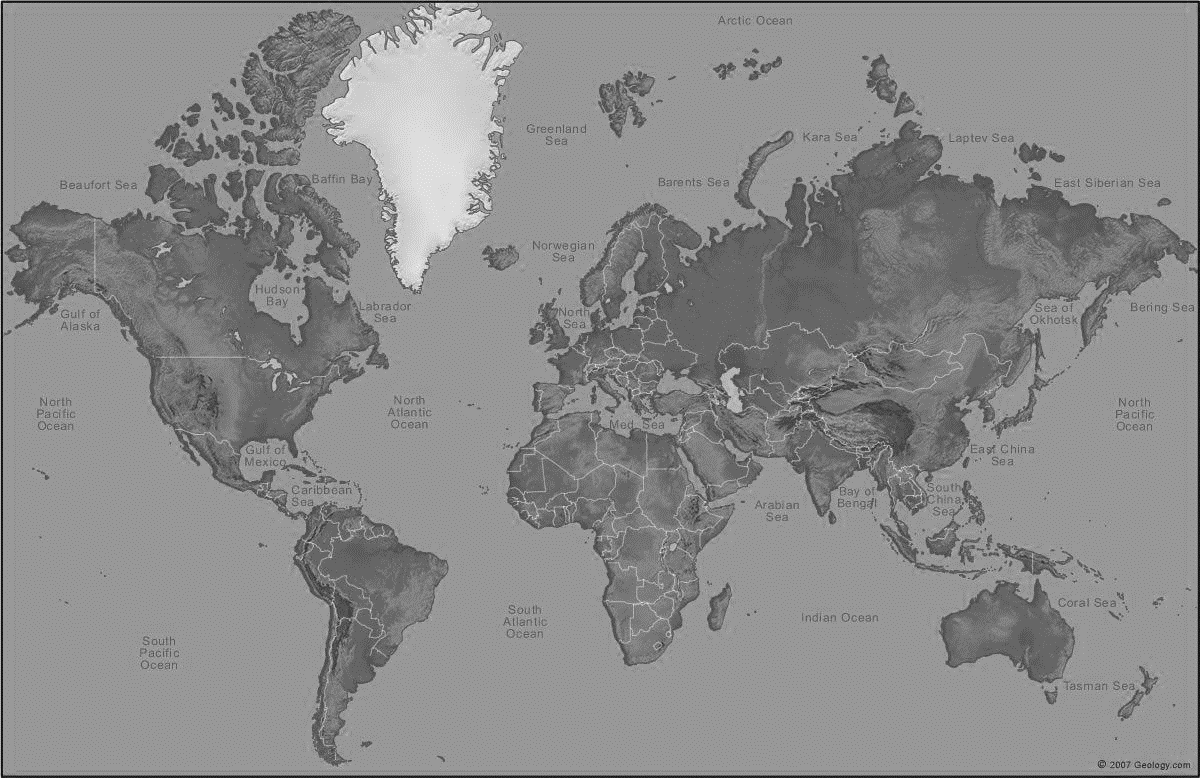 Arctic Ocean
Greenland
Sea
Kara Sea
Laptev Sea
Beaufort Sea
Baffin Bay
Barents Sea
East Siberian Sea
Norwegian
Sea
Hudson
Bay
Labrador
Sea
Gulf of
Alaska
North
Sea
Sea of
Okhotsk
Bering Sea
North
Pacific
Ocean
North
Atlantic
Ocean
Med. Sea
North
Pacific
Ocean
Gulf of
Mexico
East China
Sea
Caribbean
Sea
Arabian
Sea
Bay of
Bengal
South
China
Sea
South
Atlantic
Ocean
Indian Ocean
Coral Sea
South
Pacific
Ocean
Tasman Sea
© 2007 Geology.com